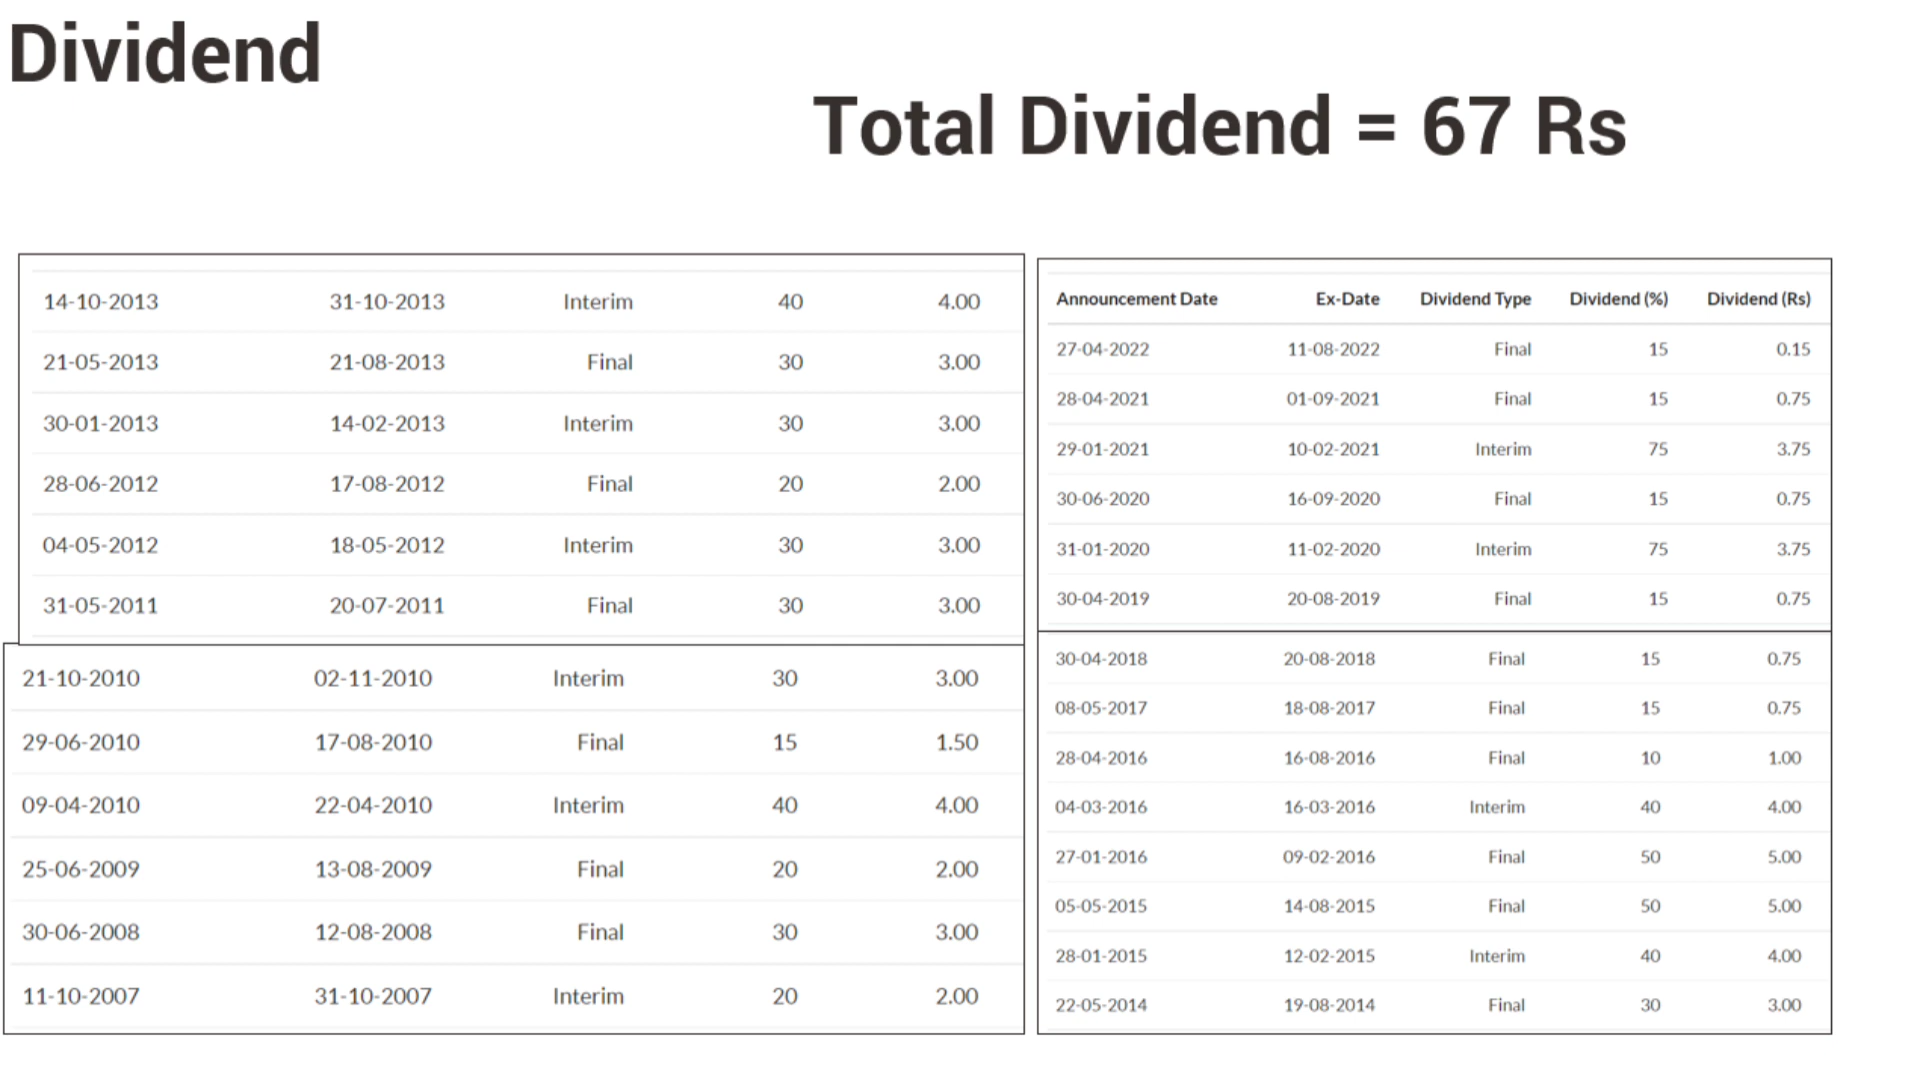 Dividend
Total Dividend = 67 Rs
14-10-2013 31-10-2013 Interim 40 4.00
21-05-2013 21-08-2013 Final 30 3.00
30-01-2013 14-02-2013 Interim 30 3.00
28-06-2012 17-08-2012 Final 20 2.00
04-05-2012 18-05-2012 Interim 30 3.00
31-05-2011 20-07-2011 Final 30 3.00
21-10-2010 02-11-2010 Interim 30 3.00
29-06-2010 17-08-2010 Final 15 1.50
09-04-2010 22-04-2010 Interim 40 4.00
25-06-2009 13-08-2009 Final 20 2.00
30-06-2008 12-08-2008 Final 30 3.00
11-10-2007 31-10-2007 Interim 20 2.00
Announcement Date Ex-Date Dividend Type Dividend (%) Dividend (Rs)
27-04-2022 11-08-2022 Final 15 0.15
28-04-2021 01-09-2021 Final 15 0.75
29-01-2021 10-02-2021 Interim 75 3.75
30-06-2020 16-09-2020 Final 15 0.75
31-01-2020 11-02-2020 Interim 75 3.75
30-04-2019 20-08-2019 Final 15 0.75
30-04-2018 20-08-2018 Final 15 0.75
08-05-2017 18-08-2017 Final 15 0.75
28-04-2016 16-08-2016 Final 10 1.00
04-03-2016 16-03-2016 Interim 40 4.00
27-01-2016 09-02-2016 Final 50 5.00
05-05-2015 14-08-2015 Final 50 5.00
28-01-2015 12-02-2015 Interim 40 4.00
22-05-2014 19-08-2014 Final 30 3.00